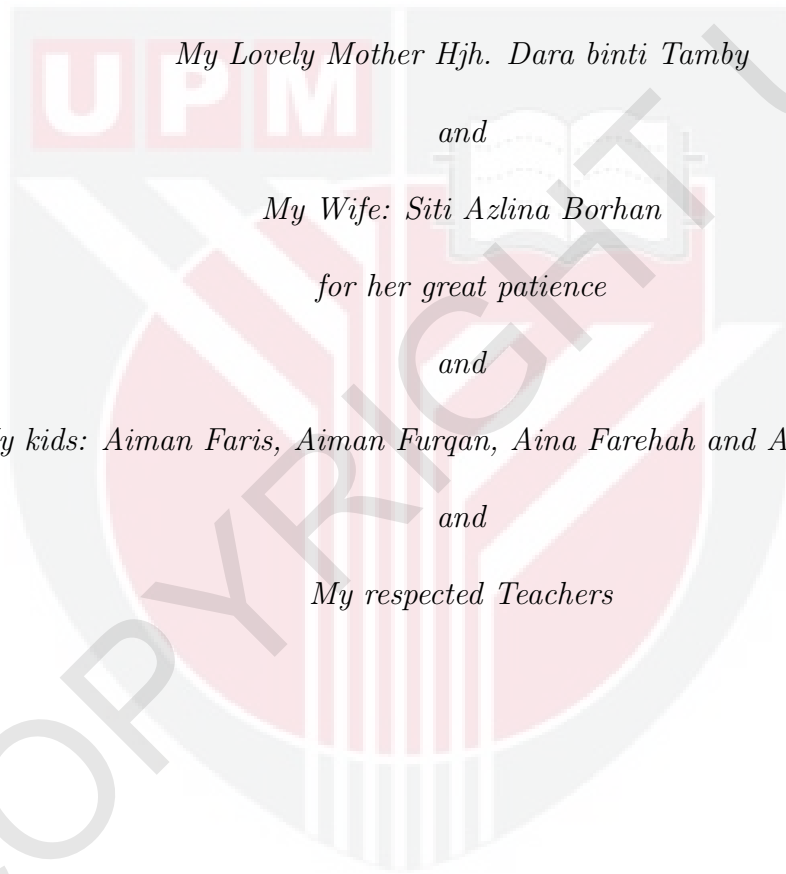 UPM
My Lovely Mother Hjh. Dara binti Tamby
and
My Wife: Siti Azlina Borhan
for her great patience
and
kids: Aiman Faris, Aiman Furqan, Aina Farehah and
and
My respected Teachers